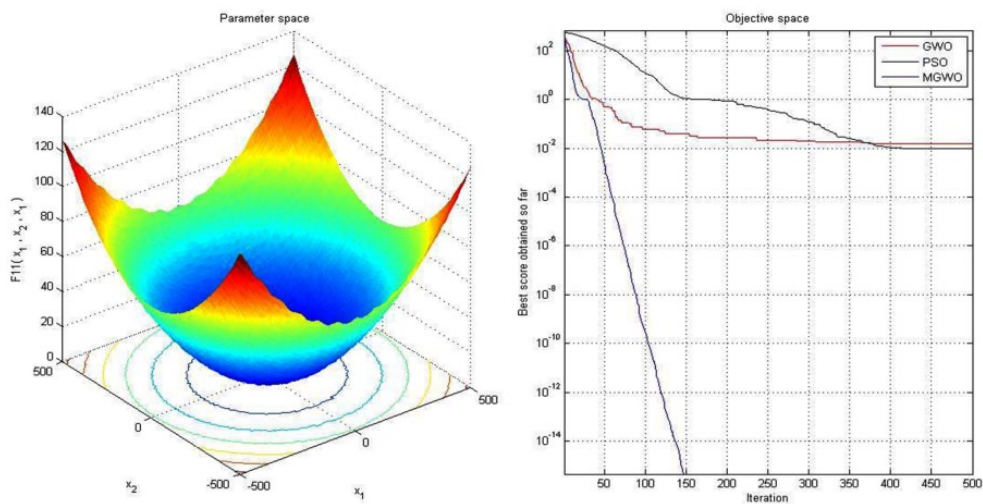 Parameter space
F11( x1 , x2 , x1 )
140
120
100
80
60
40
20
0
500
0
-500
x2
-500
0
500
x1
Objective space
Best score obtained so far
10^2
10^0
10^-2
10^-4
10^-6
10^-8
10^-10
10^-12
10^-14
GWO
PSO
MGWO
50 100 150 200 250 300 350 400 450 500
Iteration